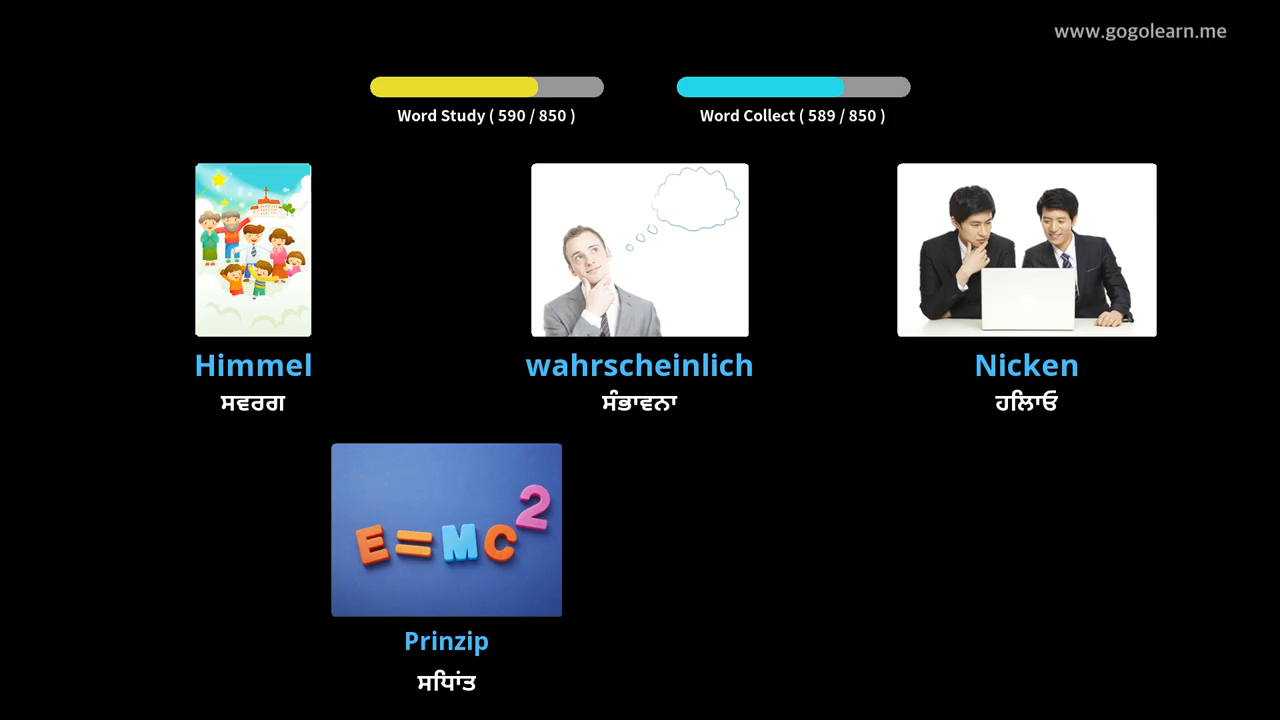 www.gogolearn.me
Word Study ( 590 / 850 )
Word Collect ( 589 / 850 )
Himmel
ਸਵਰਗ
wahrscheinlich
ਸੰਭਾਵਨਾ
Nicken
ਹਲਿਾਓ
E=MC2
Prinzip
ਸਧਿਾਂਤ